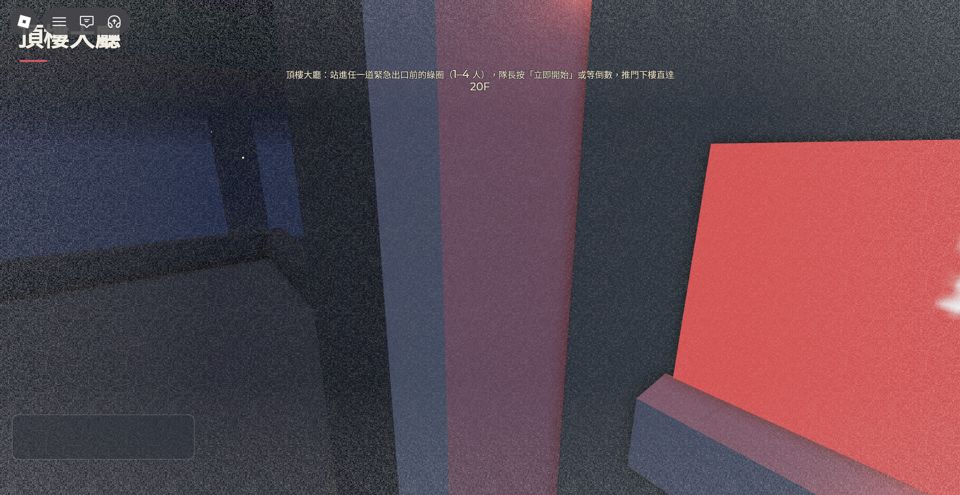 頂樓大廳
頂樓大廳：站進任一道緊急出口前的綠圈（1–4 人），隊長按「立即開始」或等倒數，推門下樓直達
20F